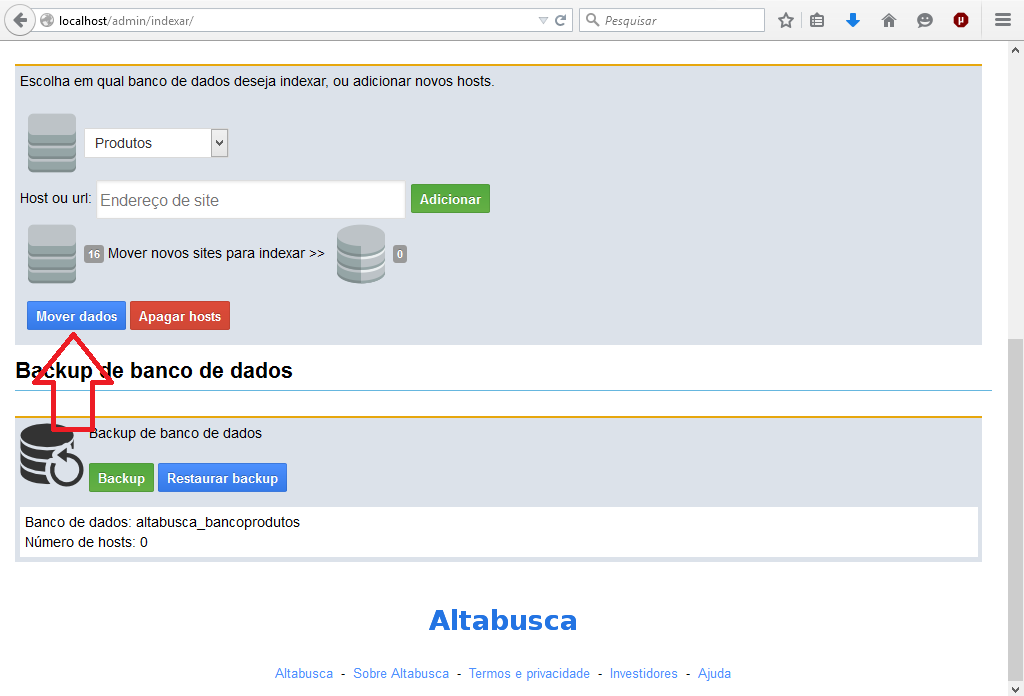 localhost/admin/indexar/
Pesquisar
Escolha em qual banco de dados deseja indexar, ou adicionar novos hosts.
Produtos
Host ou url: Endereço de site Adicionar
16 Mover novos sites para indexar >> 0
Mover dados Apagar hosts
Backup de banco de dados
Backup de banco de dados
Backup Restaurar backup
Banco de dados: altabusca_bancoprodutos
Número de hosts: 0
Altabusca
Altabusca - Sobre Altabusca - Termos e privacidade - Investidores - Ajuda